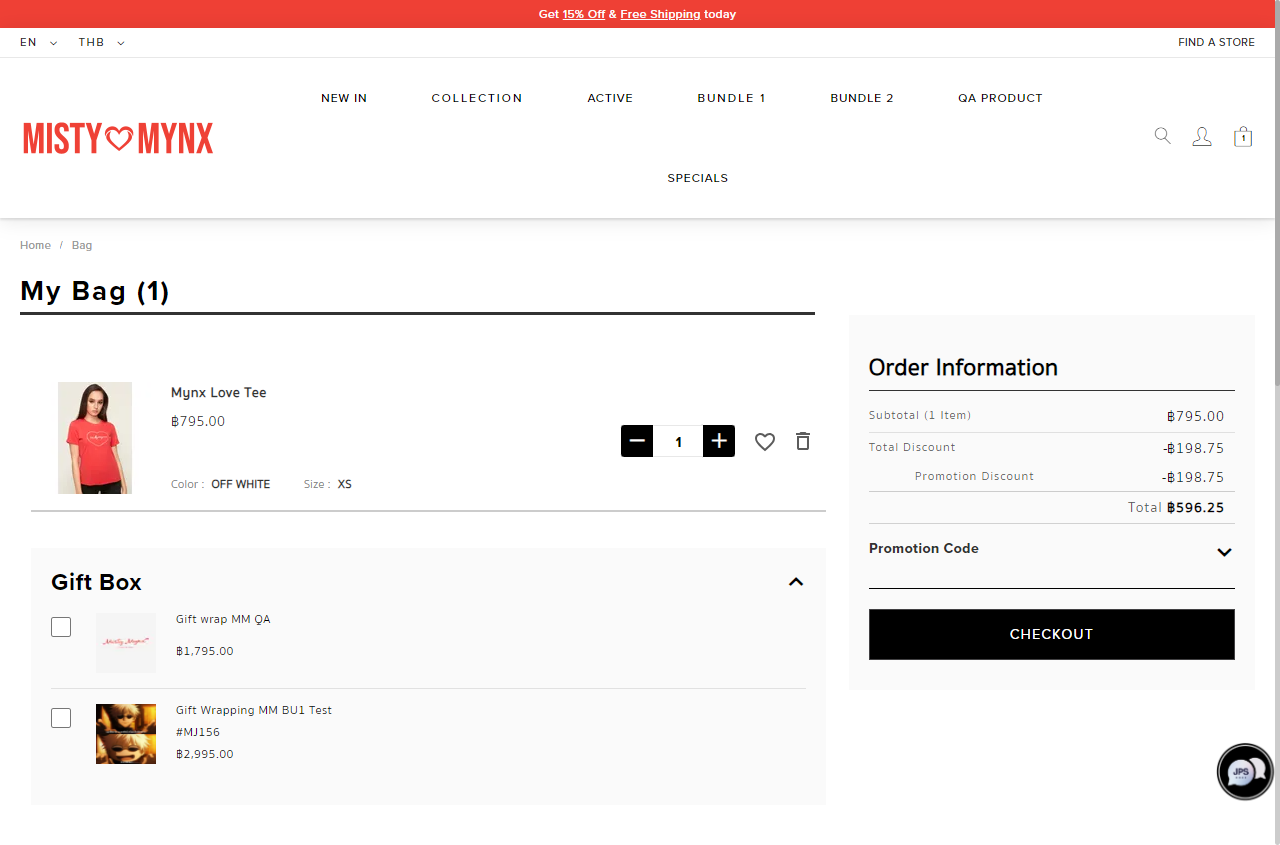 Get 15% Off & Free Shipping today
EN THB FIND A STORE
NEW IN COLLECTION ACTIVE BUNDLE 1 BUNDLE 2 QA PRODUCT
MISTY MYNX
1
SPECIALS
Home / Bag
My Bag (1)
Mynx Love Tee
฿795.00
1
Color : OFF WHITE Size : XS
Gift Box
Gift wrap MM QA
฿1,795.00
Gift Wrapping MM BU1 Test
#MJ156
฿2,995.00
Order Information
Subtotal (1 Item) ฿795.00
Total Discount -฿198.75
Promotion Discount -฿198.75
Total ฿596.25
Promotion Code
CHECKOUT
JPS